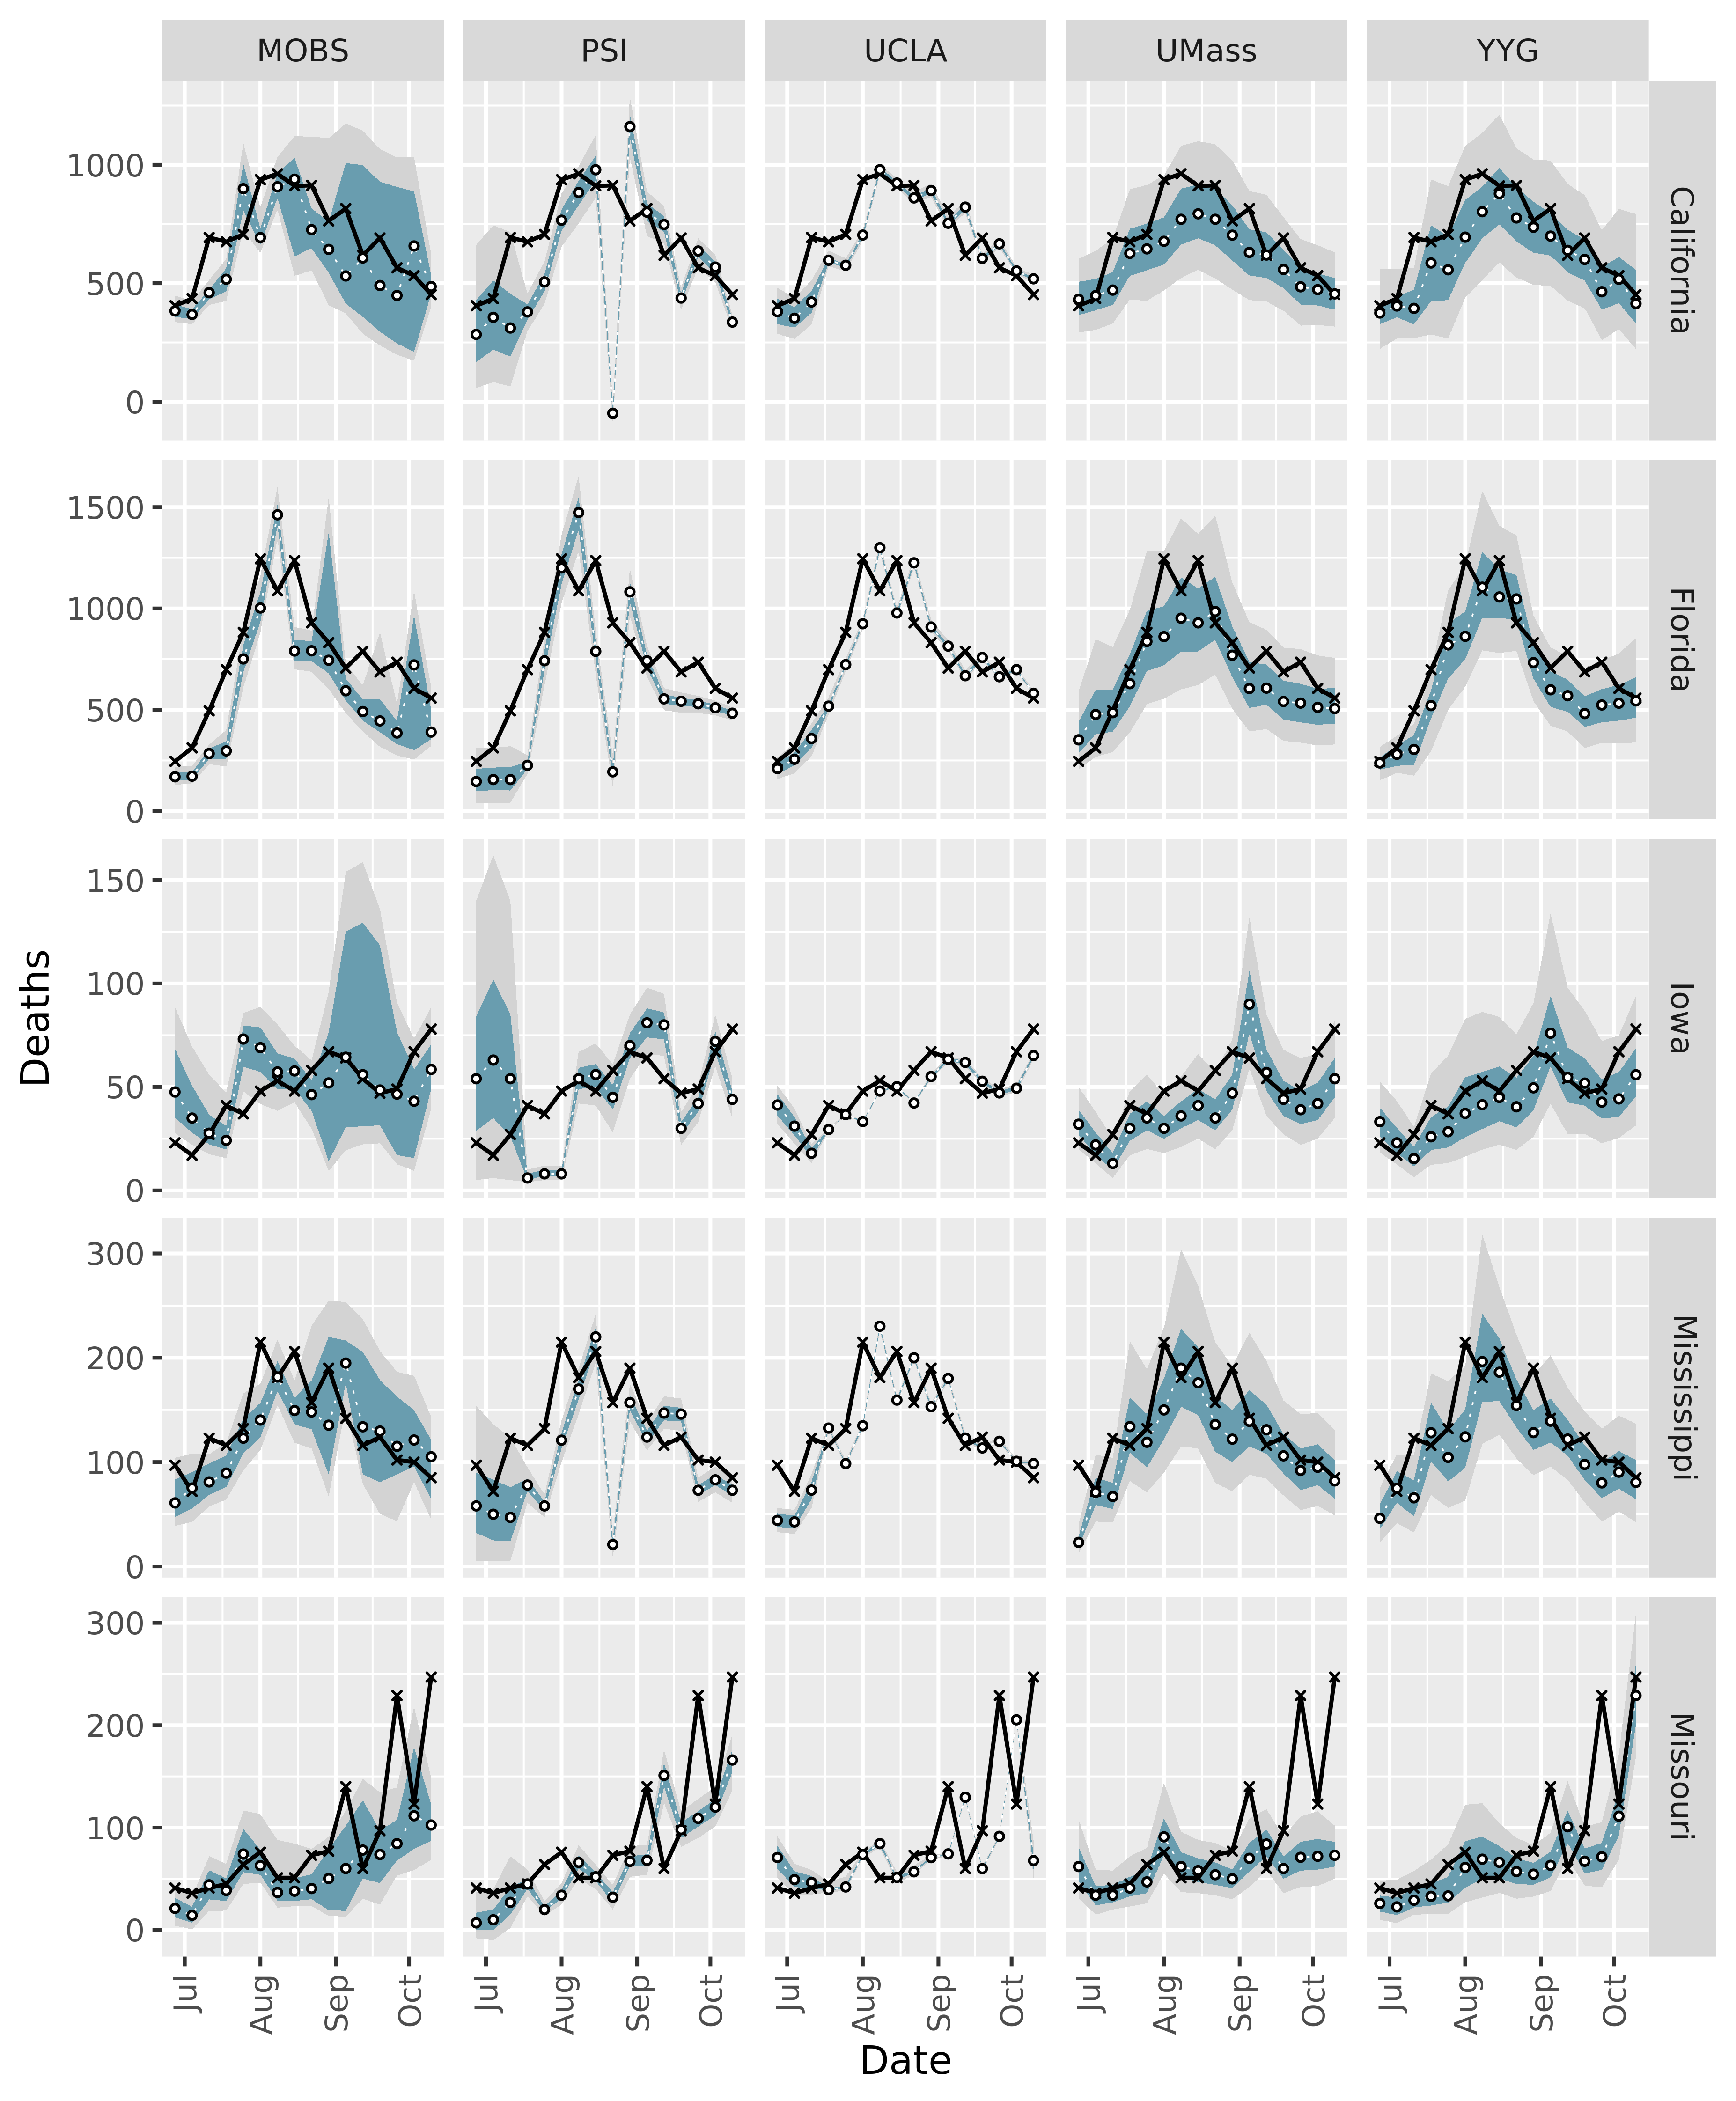 MOBS PSI UCLA UMass YYG
1000
500
0
California
1500
1000
500
0
Florida
150
100
50
0
Iowa
300
200
100
0
Mississippi
300
200
100
0
Missouri
Deaths
Jul Aug Sep Oct Jul Aug Sep Oct Jul Aug Sep Oct Jul Aug Sep Oct Jul Aug Sep Oct
Date